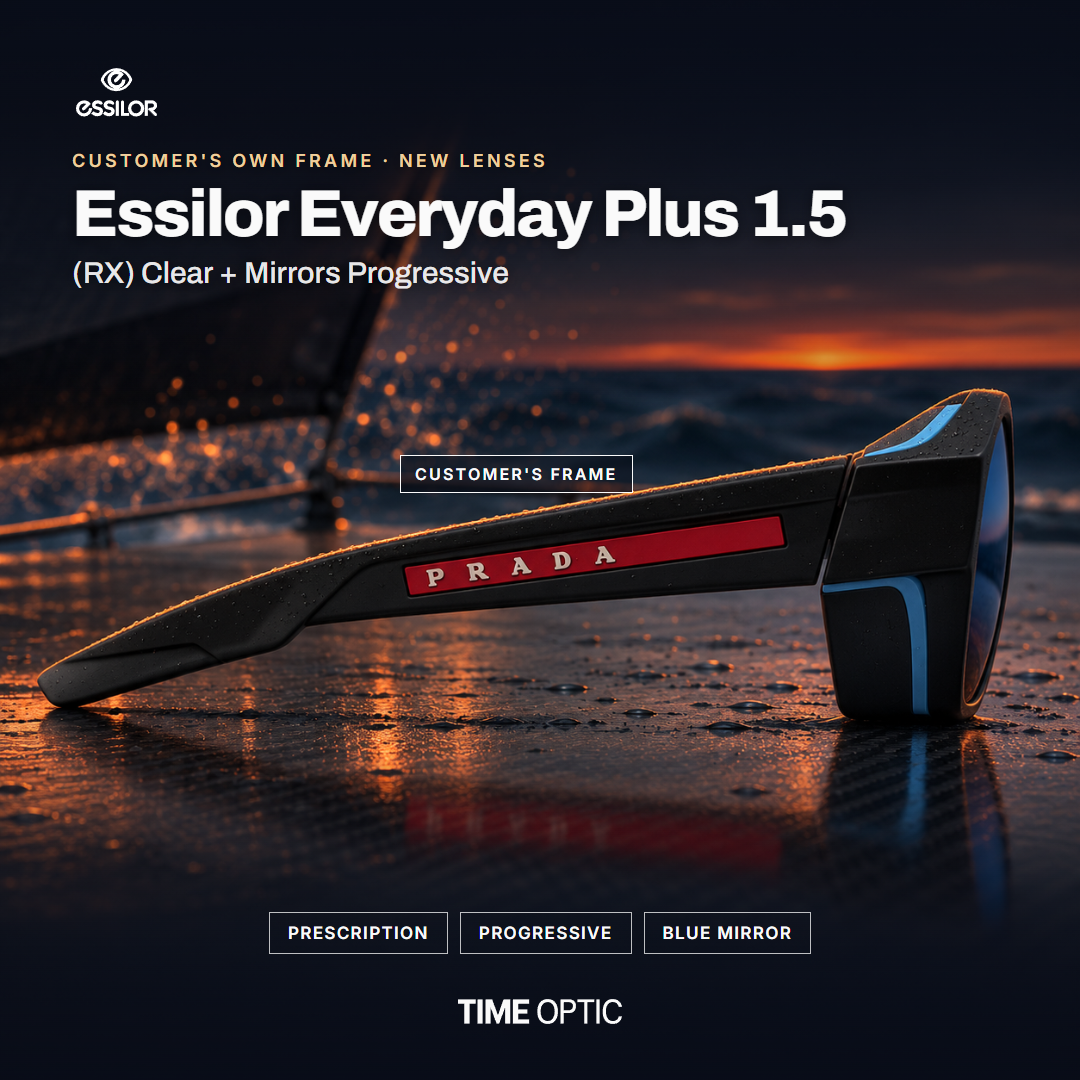 essilor
CUSTOMER'S OWN FRAME · NEW LENSES
Essilor Everyday Plus 1.5
(RX) Clear + Mirrors Progressive
CUSTOMER'S FRAME
PRADA
PRESCRIPTION
PROGRESSIVE
BLUE MIRROR
TIME OPTIC